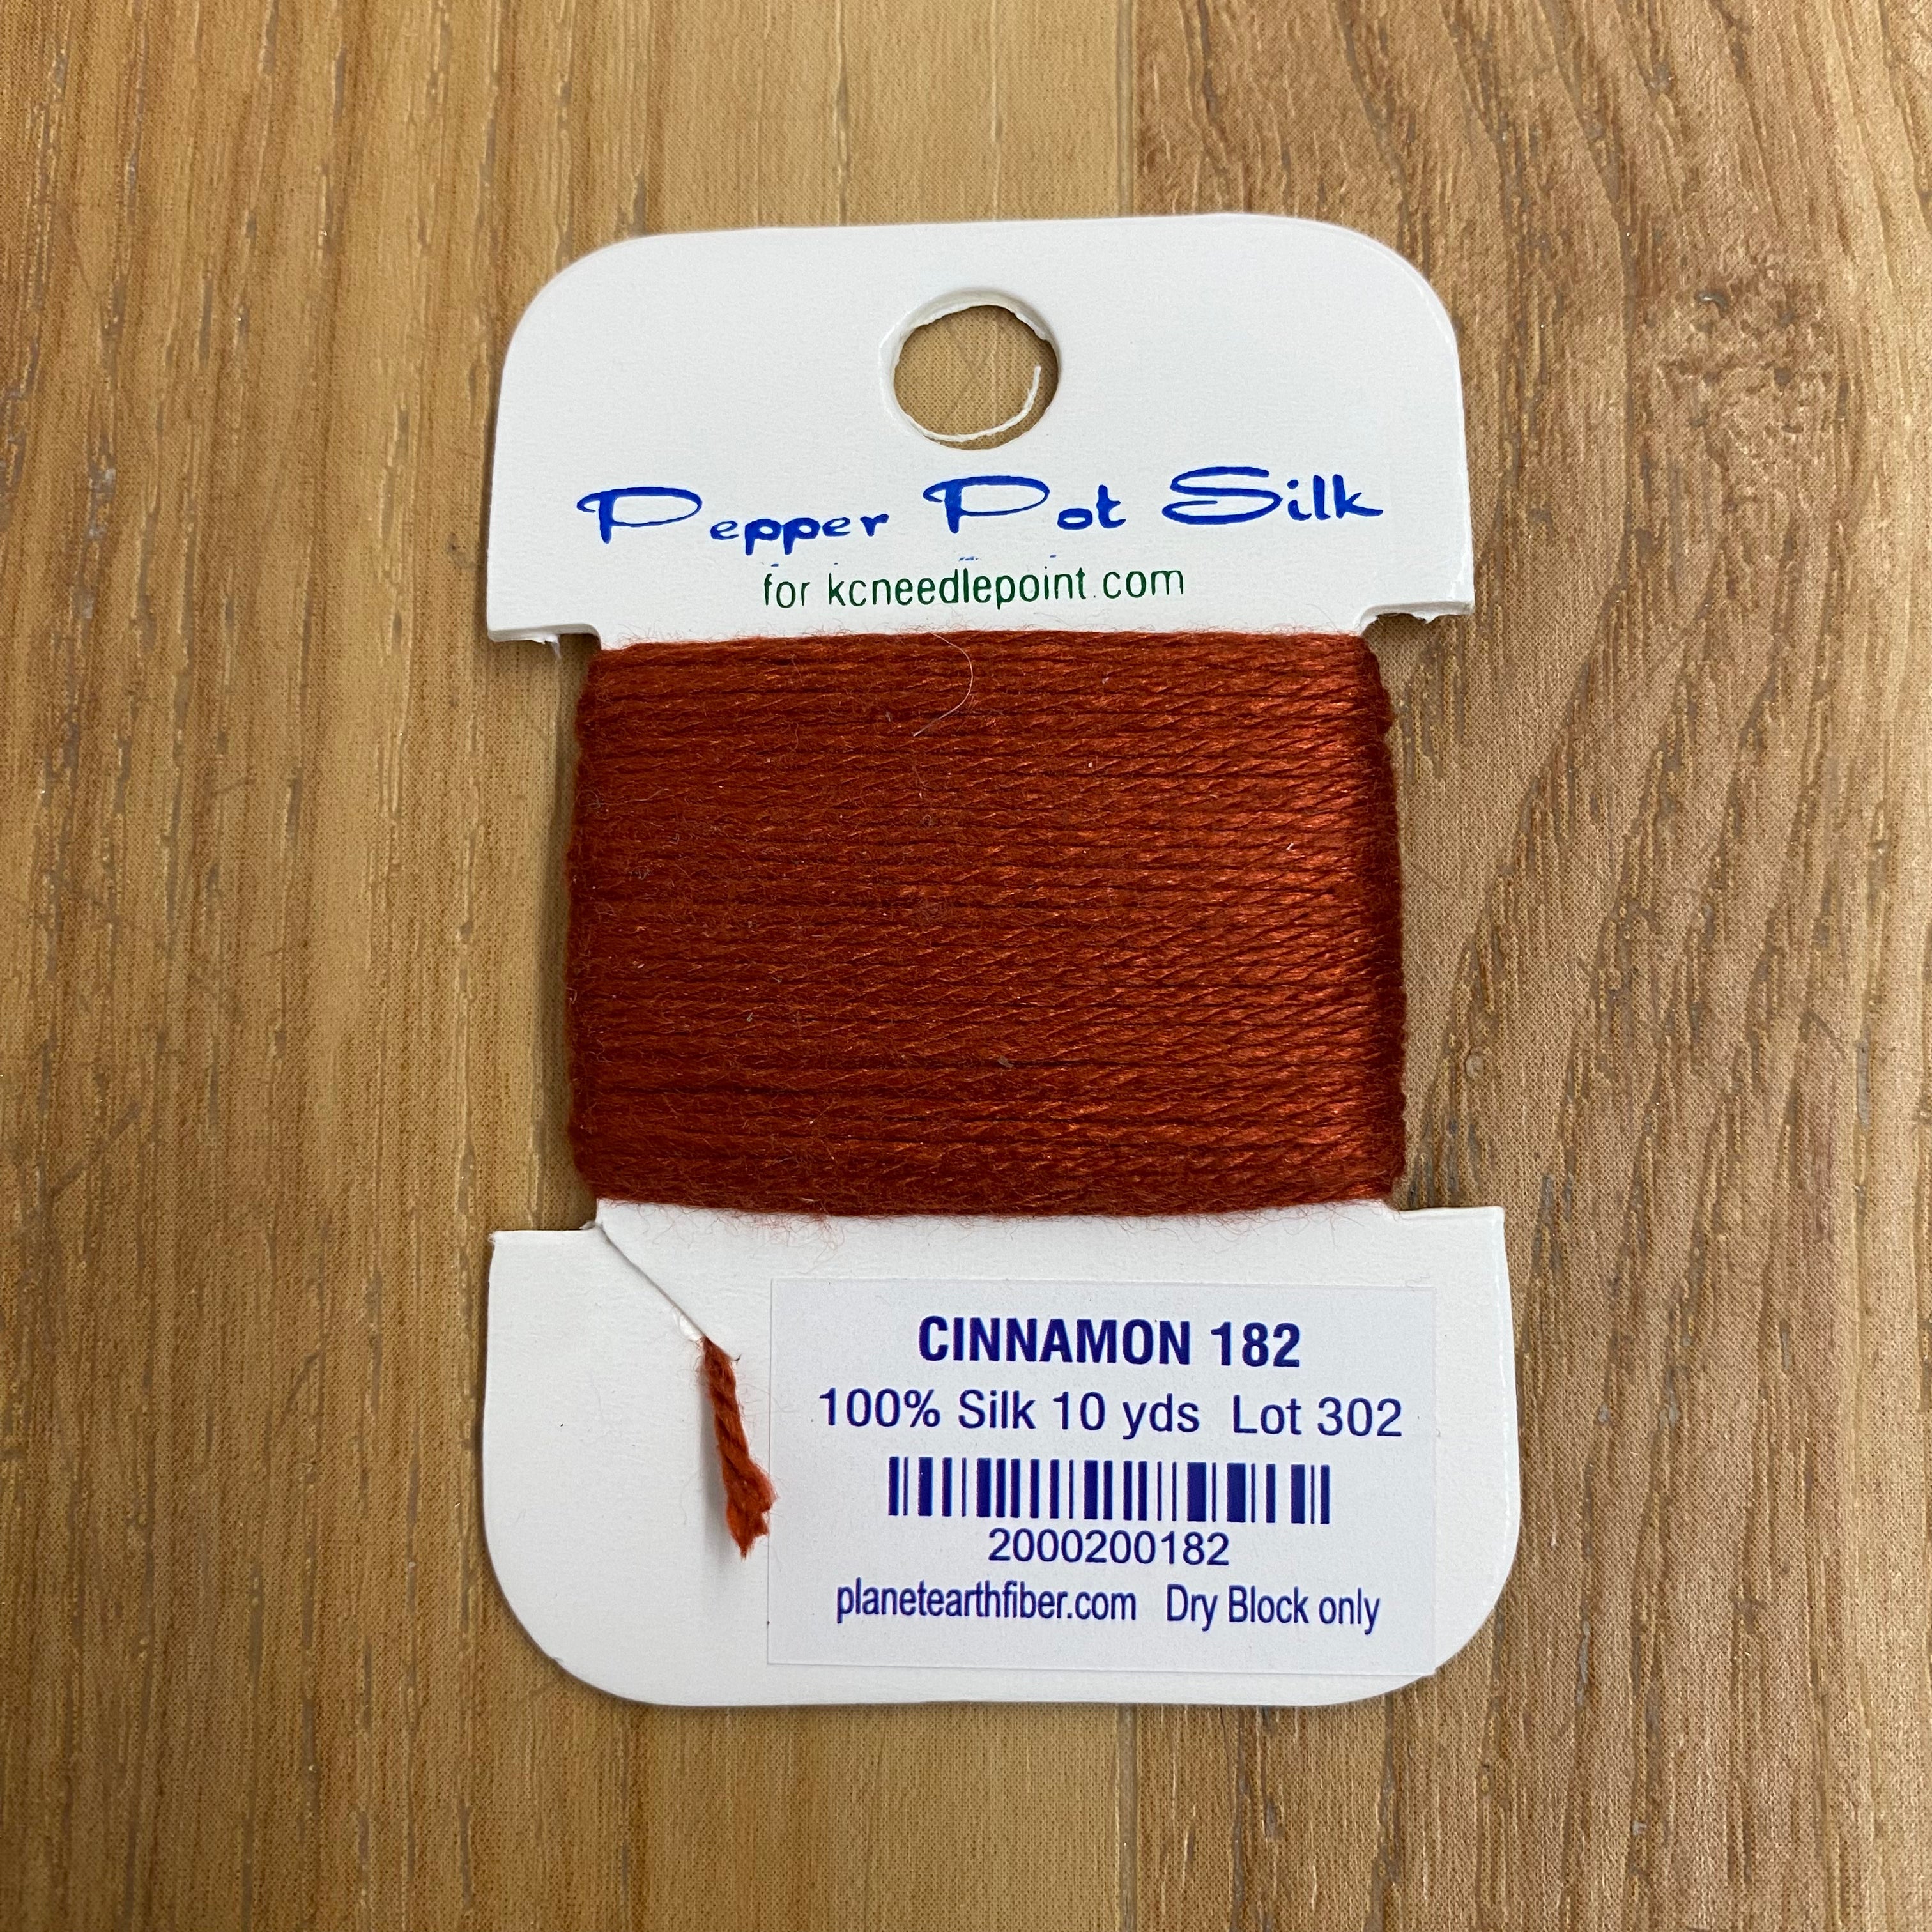 Pepper Pot Silk
for kcneedlepoint.com
CINNAMON 182
100% Silk 10 yds Lot 302
2000200182
planetearthfiber.com Dry Block only